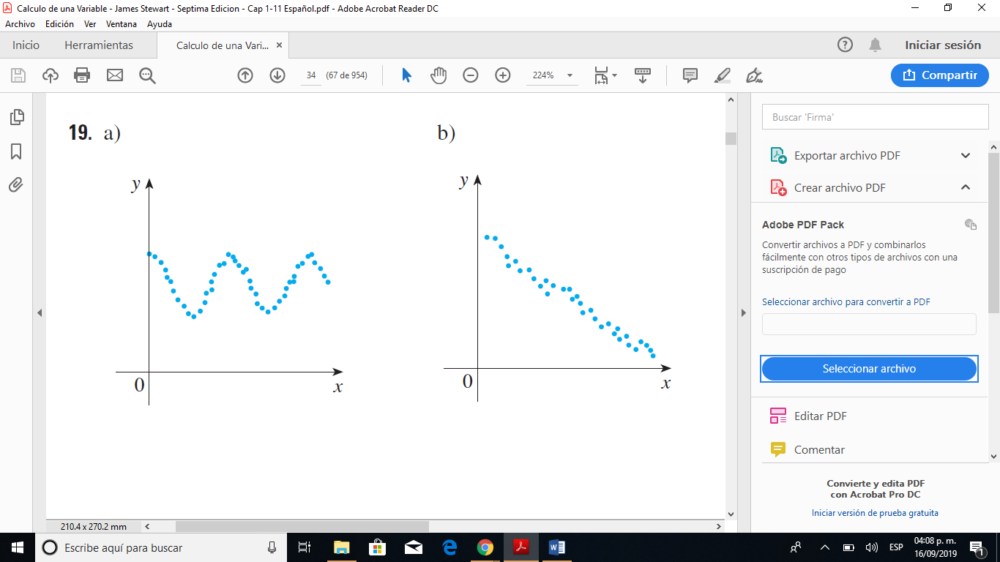 Calculo de una Variable - James Stewart - Septima Edicion - Cap 1-11 Español.pdf - Adobe Acrobat Reader DC
Archivo Edición Ver Ventana Ayuda
Inicio Herramientas Calculo de una Vari... × Iniciar sesión
34 (67 de 954) 224% Compartir
19. a) b)
y
x
0
y
x
0
210.4 x 270.2 mm
Buscar 'Firma'
Exportar archivo PDF
Crear archivo PDF
Adobe PDF Pack
Convertir archivos a PDF y combinarlos
fácilmente con otros tipos de archivos con una
suscripción de pago
Seleccionar archivo para convertir a PDF
Seleccionar archivo
Editar PDF
Comentar
Convierte y edita PDF
con Acrobat Pro DC
Iniciar versión de prueba gratuita
Escribe aquí para buscar
ESP
04:08 p. m.
16/09/2019
1